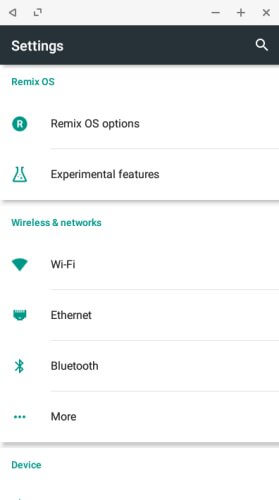 Settings
Remix OS
R
Remix OS options
Experimental features
Wireless & networks
Wi-Fi
Ethernet
Bluetooth
More
Device